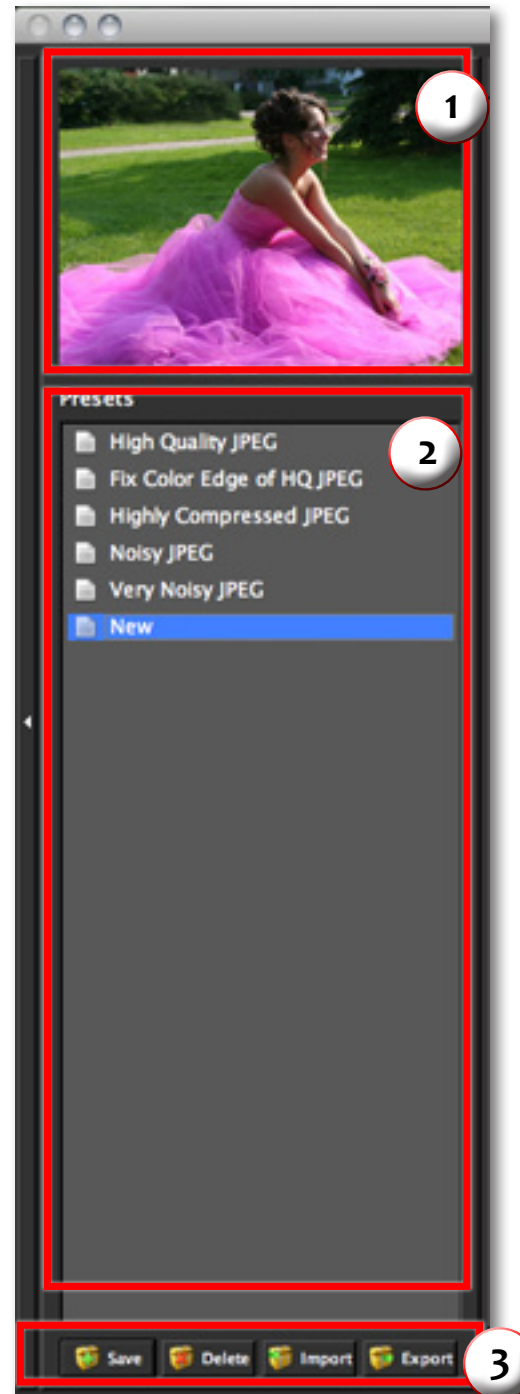 1
Presets
2
High Quality JPEG
Fix Color Edge of HQ JPEG
Highly Compressed JPEG
Noisy JPEG
Very Noisy JPEG
New
Save Delete Import Export
3